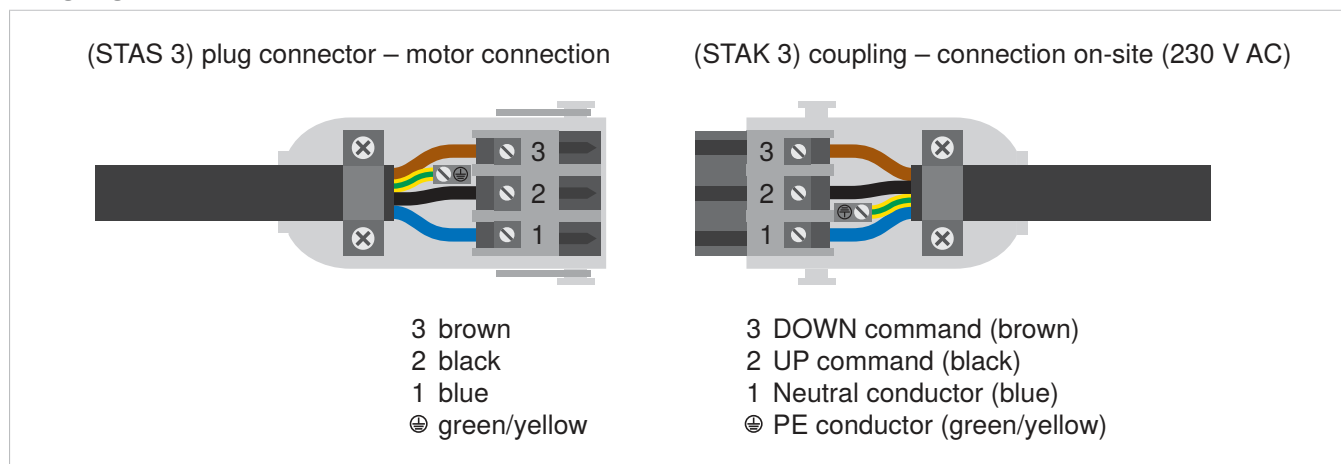 (STAS 3) plug connector – motor connection
(STAK 3) coupling – connection on-site (230 V AC)
3
2
1
3
2
1
3 brown
2 black
1 blue
⏚ green/yellow
3 DOWN command (brown)
2 UP command (black)
1 Neutral conductor (blue)
⏚ PE conductor (green/yellow)